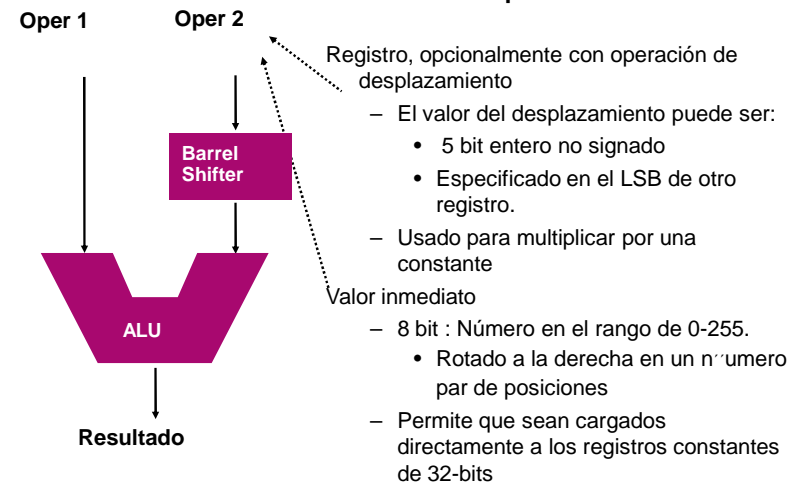 Oper 1
Oper 2
Registro, opcionalmente con operación de
desplazamiento
– El valor del desplazamiento puede ser:
• 5 bit entero no signado
• Especificado en el LSB de otro
registro.
– Usado para multiplicar por una
constante
Valor inmediato
– 8 bit : Número en el rango de 0-255.
• Rotado a la derecha en un n´´umero
par de posiciones
– Permite que sean cargados
directamente a los registros constantes
de 32-bits
Barrel
Shifter
ALU
Resultado